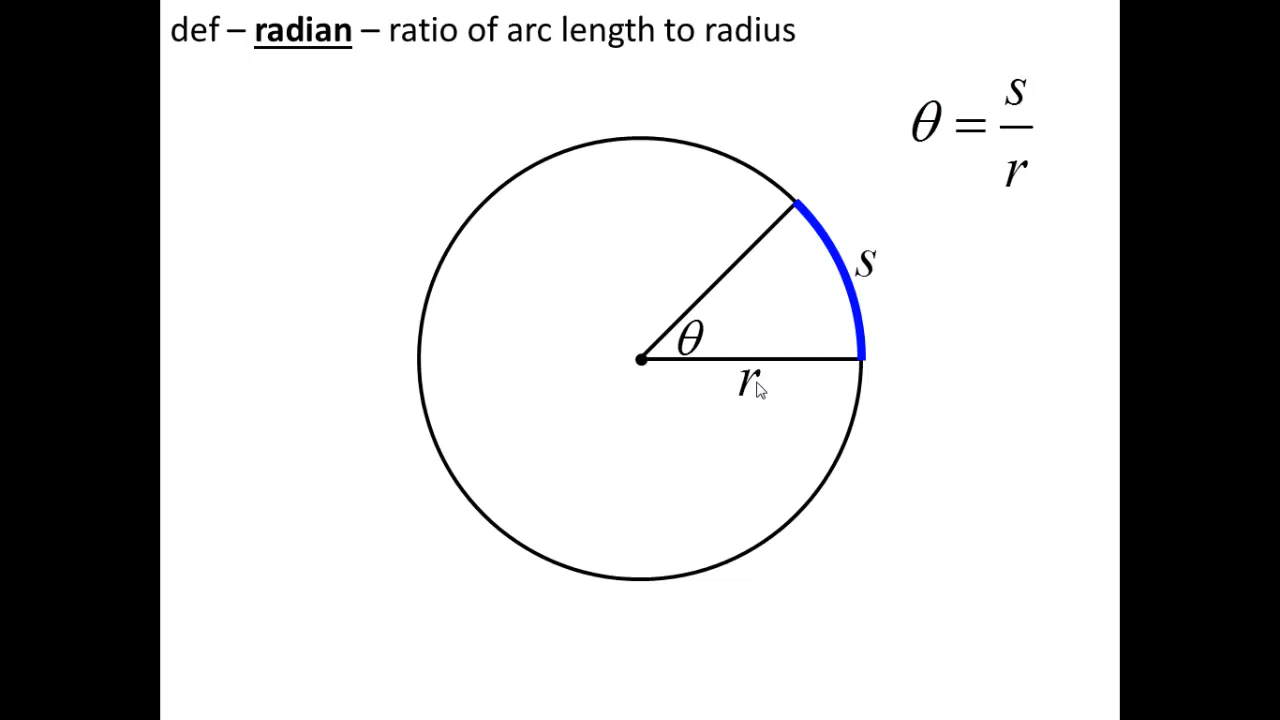 def – radian – ratio of arc length to radius
θ = s/r
s
θ
r